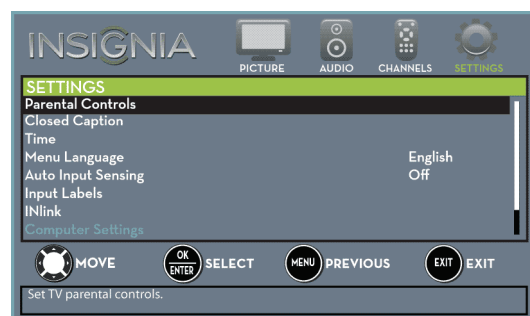 INSIGNIA
PICTURE AUDIO CHANNELS SETTINGS
SETTINGS
Parental Controls
Closed Caption
Time
Menu Language English
Auto Input Sensing Off
Input Labels
INlink
Computer Settings
MOVE OK ENTER SELECT MENU PREVIOUS EXIT EXIT
Set TV parental controls.